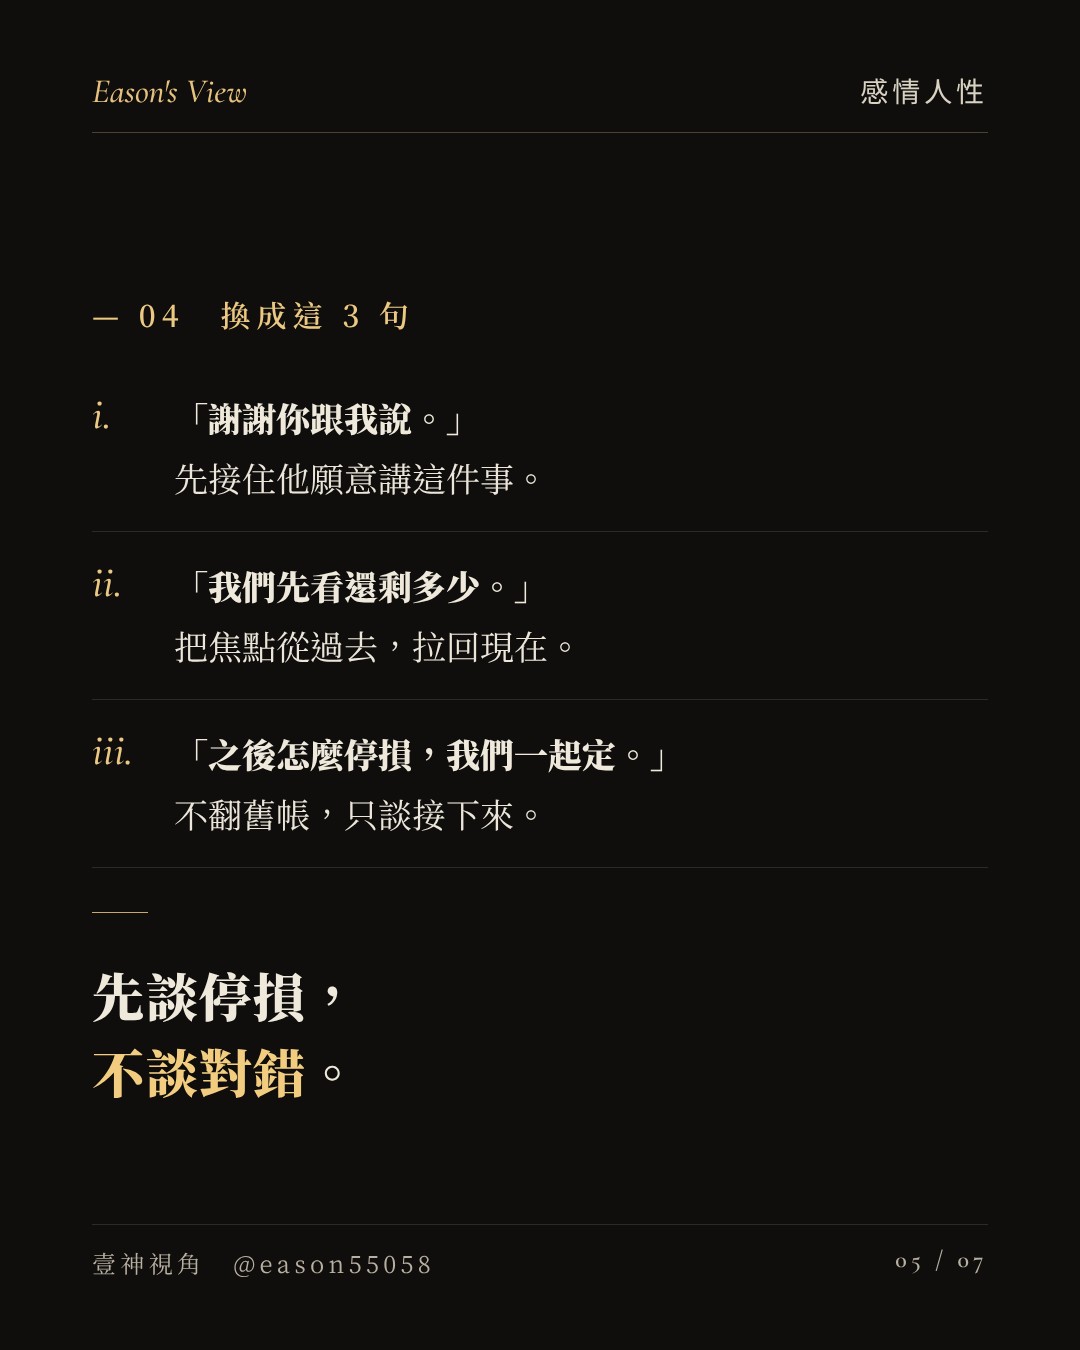 Eason's View
感情人性
— 04 換成這 3 句
i. 「謝謝你跟我說。」
先接住他願意講這件事。
ii. 「我們先看還剩多少。」
把焦點從過去，拉回現在。
iii. 「之後怎麼停損，我們一起定。」
不翻舊帳，只談接下來。
先談停損，
不談對錯。
壹神視角 @eason55058
05 / 07